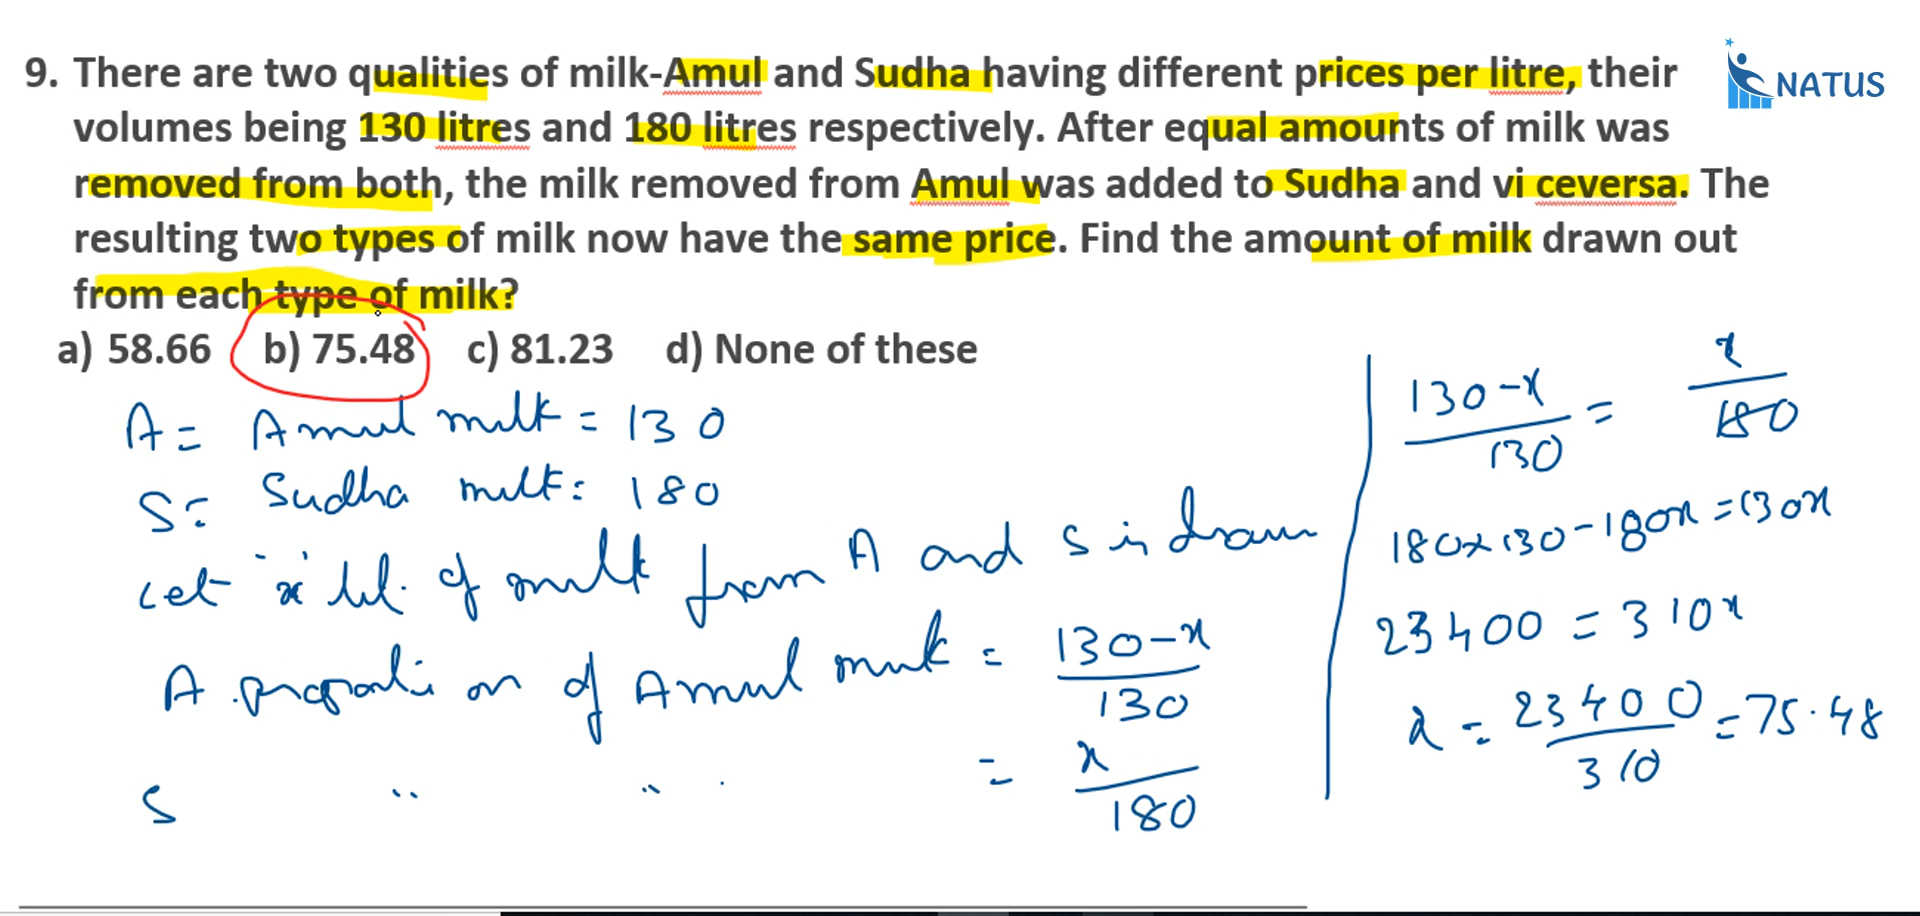 9. There are two qualities of milk-Amul and Sudha having different prices per litre, their
volumes being 130 litres and 180 litres respectively. After equal amounts of milk was
removed from both, the milk removed from Amul was added to Sudha and vi ceversa. The
resulting two types of milk now have the same price. Find the amount of milk drawn out
from each type of milk?
a) 58.66 b) 75.48 c) 81.23 d) None of these
NATUS
A = Amul milk = 130
S = Sudha milk = 180
Let 'x' lit. of milk from A and S is drawn
A proportion of Amul milk = 130-x / 130
S " " = x / 180
130-x / 130 = x / 180
180x130-180x=130x
23400 = 310x
x = 23400 / 310 = 75.48